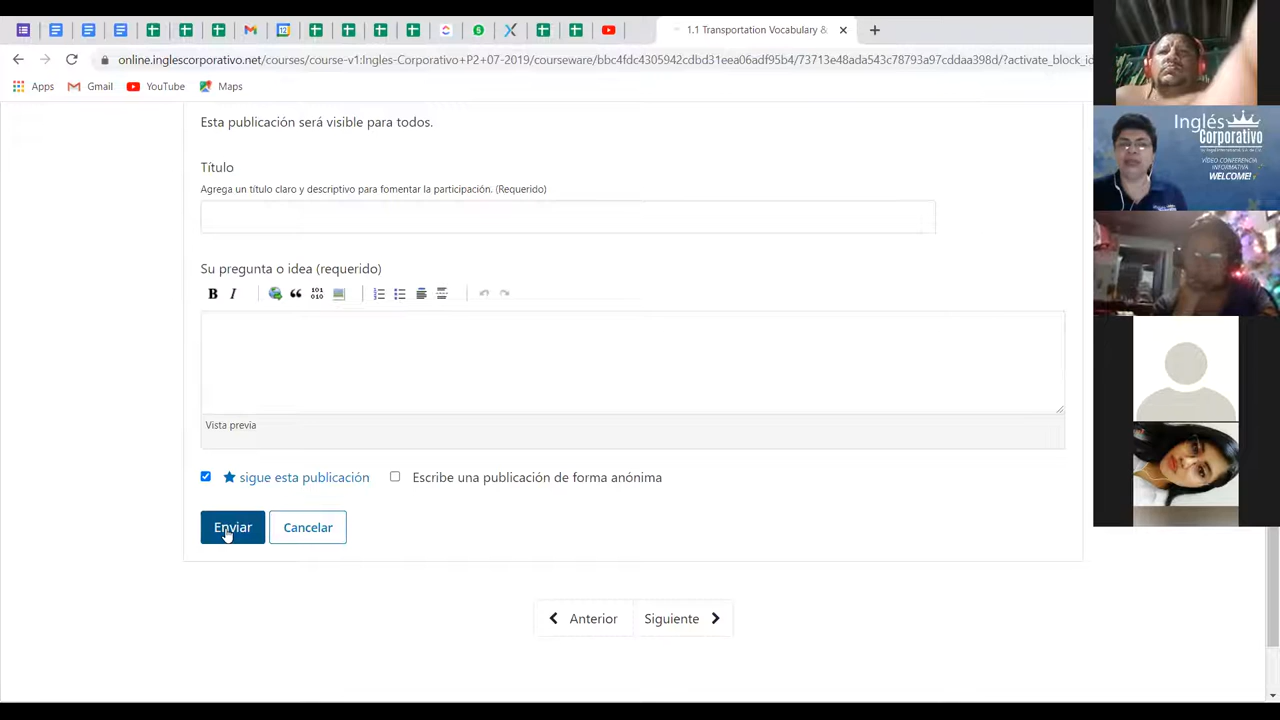 1.1 Transportation Vocabulary &
online.inglescorporativo.net/courses/course-v1:Ingles-Corporativo+P2+07-2019/courseware/bbc4fdc4305942cdbd31eea06adf95b4/73713e48ada543c78793a97cddaa398d/?activate_block_id
Apps Gmail YouTube Maps
Inglés
Corporativo
VÍDEO CONFERENCIA
INFORMATIVA
WELCOME!
Esta publicación será visible para todos.
Título
Agrega un título claro y descriptivo para fomentar la participación. (Requerido)
Su pregunta o idea (requerido)
B I
Vista previa
sigue esta publicación Escribe una publicación de forma anónima
Enviar Cancelar
Anterior Siguiente